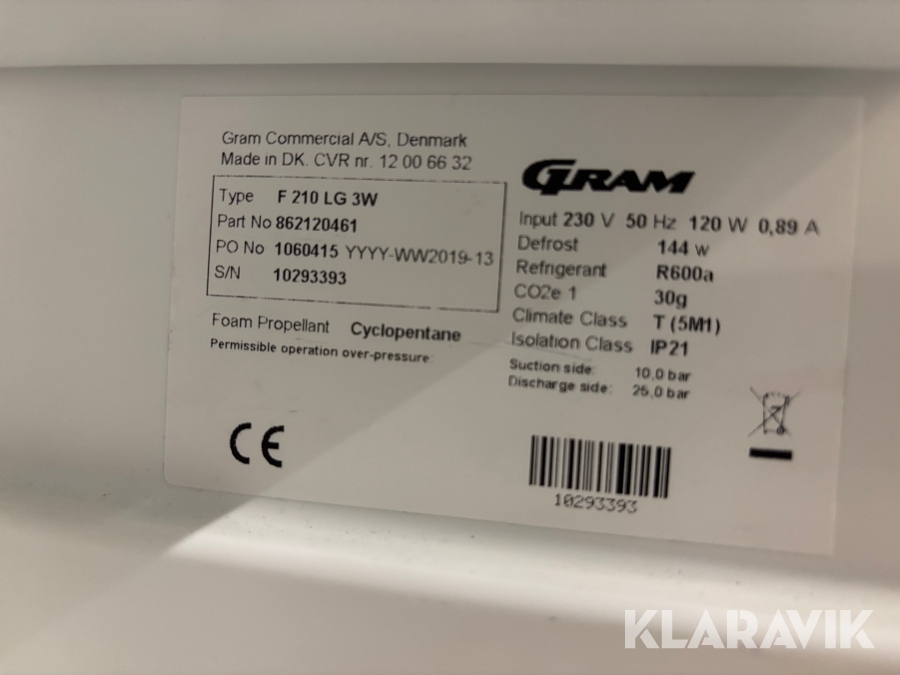 Gram Commercial A/S, Denmark
Made in DK. CVR nr. 12 00 66 32
Type F 210 LG 3W
Part No 862120461
PO No 1060415 YYYY-WW2019-13
S/N 10293393
Foam Propellant Cyclopentane
Permissible operation over-pressure:
CE
GRAM
Input 230 V 50 Hz 120 W 0,89 A
Defrost 144 w
Refrigerant R600a
CO2e 1 30g
Climate Class T (5M1)
Isolation Class IP21
Suction side: 10,0 bar
Discharge side: 25,0 bar
10293393
KLARAVIK